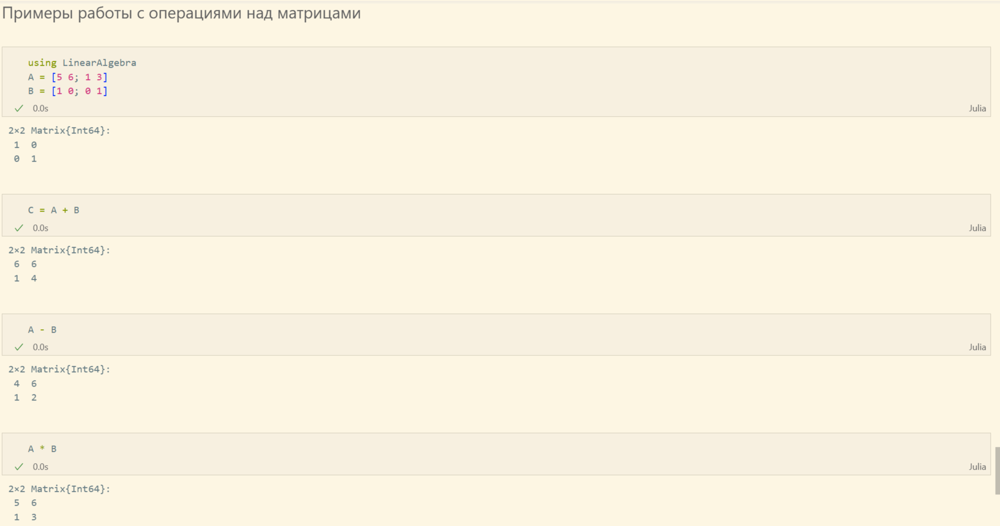 Примеры работы с операциями над матрицами
using LinearAlgebra
A = [5 6; 1 3]
B = [1 0; 0 1]
0.0s
Julia
2×2 Matrix{Int64}:
1 0
0 1
C = A + B
0.0s
Julia
2×2 Matrix{Int64}:
6 6
1 4
A - B
0.0s
Julia
2×2 Matrix{Int64}:
4 6
1 2
A * B
0.0s
Julia
2×2 Matrix{Int64}:
5 6
1 3